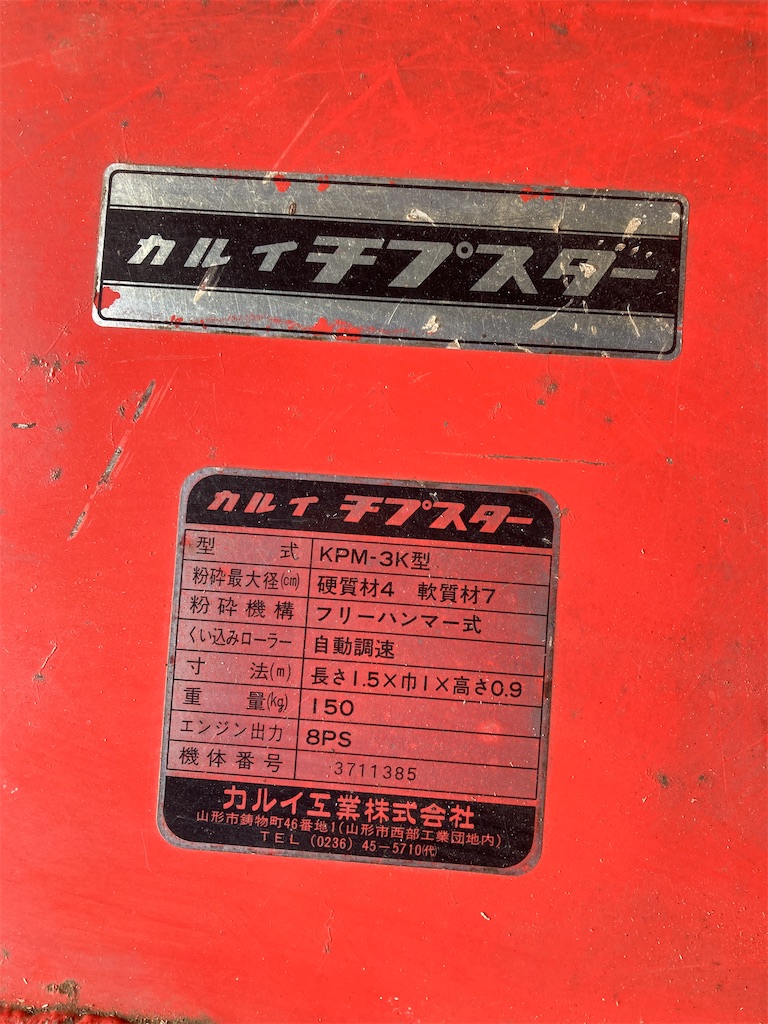 カルイ チプスター
カルイ チプスター
型式 KPM-3K型
粉砕最大径(cm) 硬質材4 軟質材7
粉砕機構 フリーハンマー式
くい込みローラー 自動調速
寸法(m) 長さ1.5×巾1×高さ0.9
重量(kg) 150
エンジン出力 8PS
機体番号 3711385
カルイ工業株式会社
山形市鋳物町46番地1(山形市西部工業団地内)
TEL (0236) 45-5710(代)